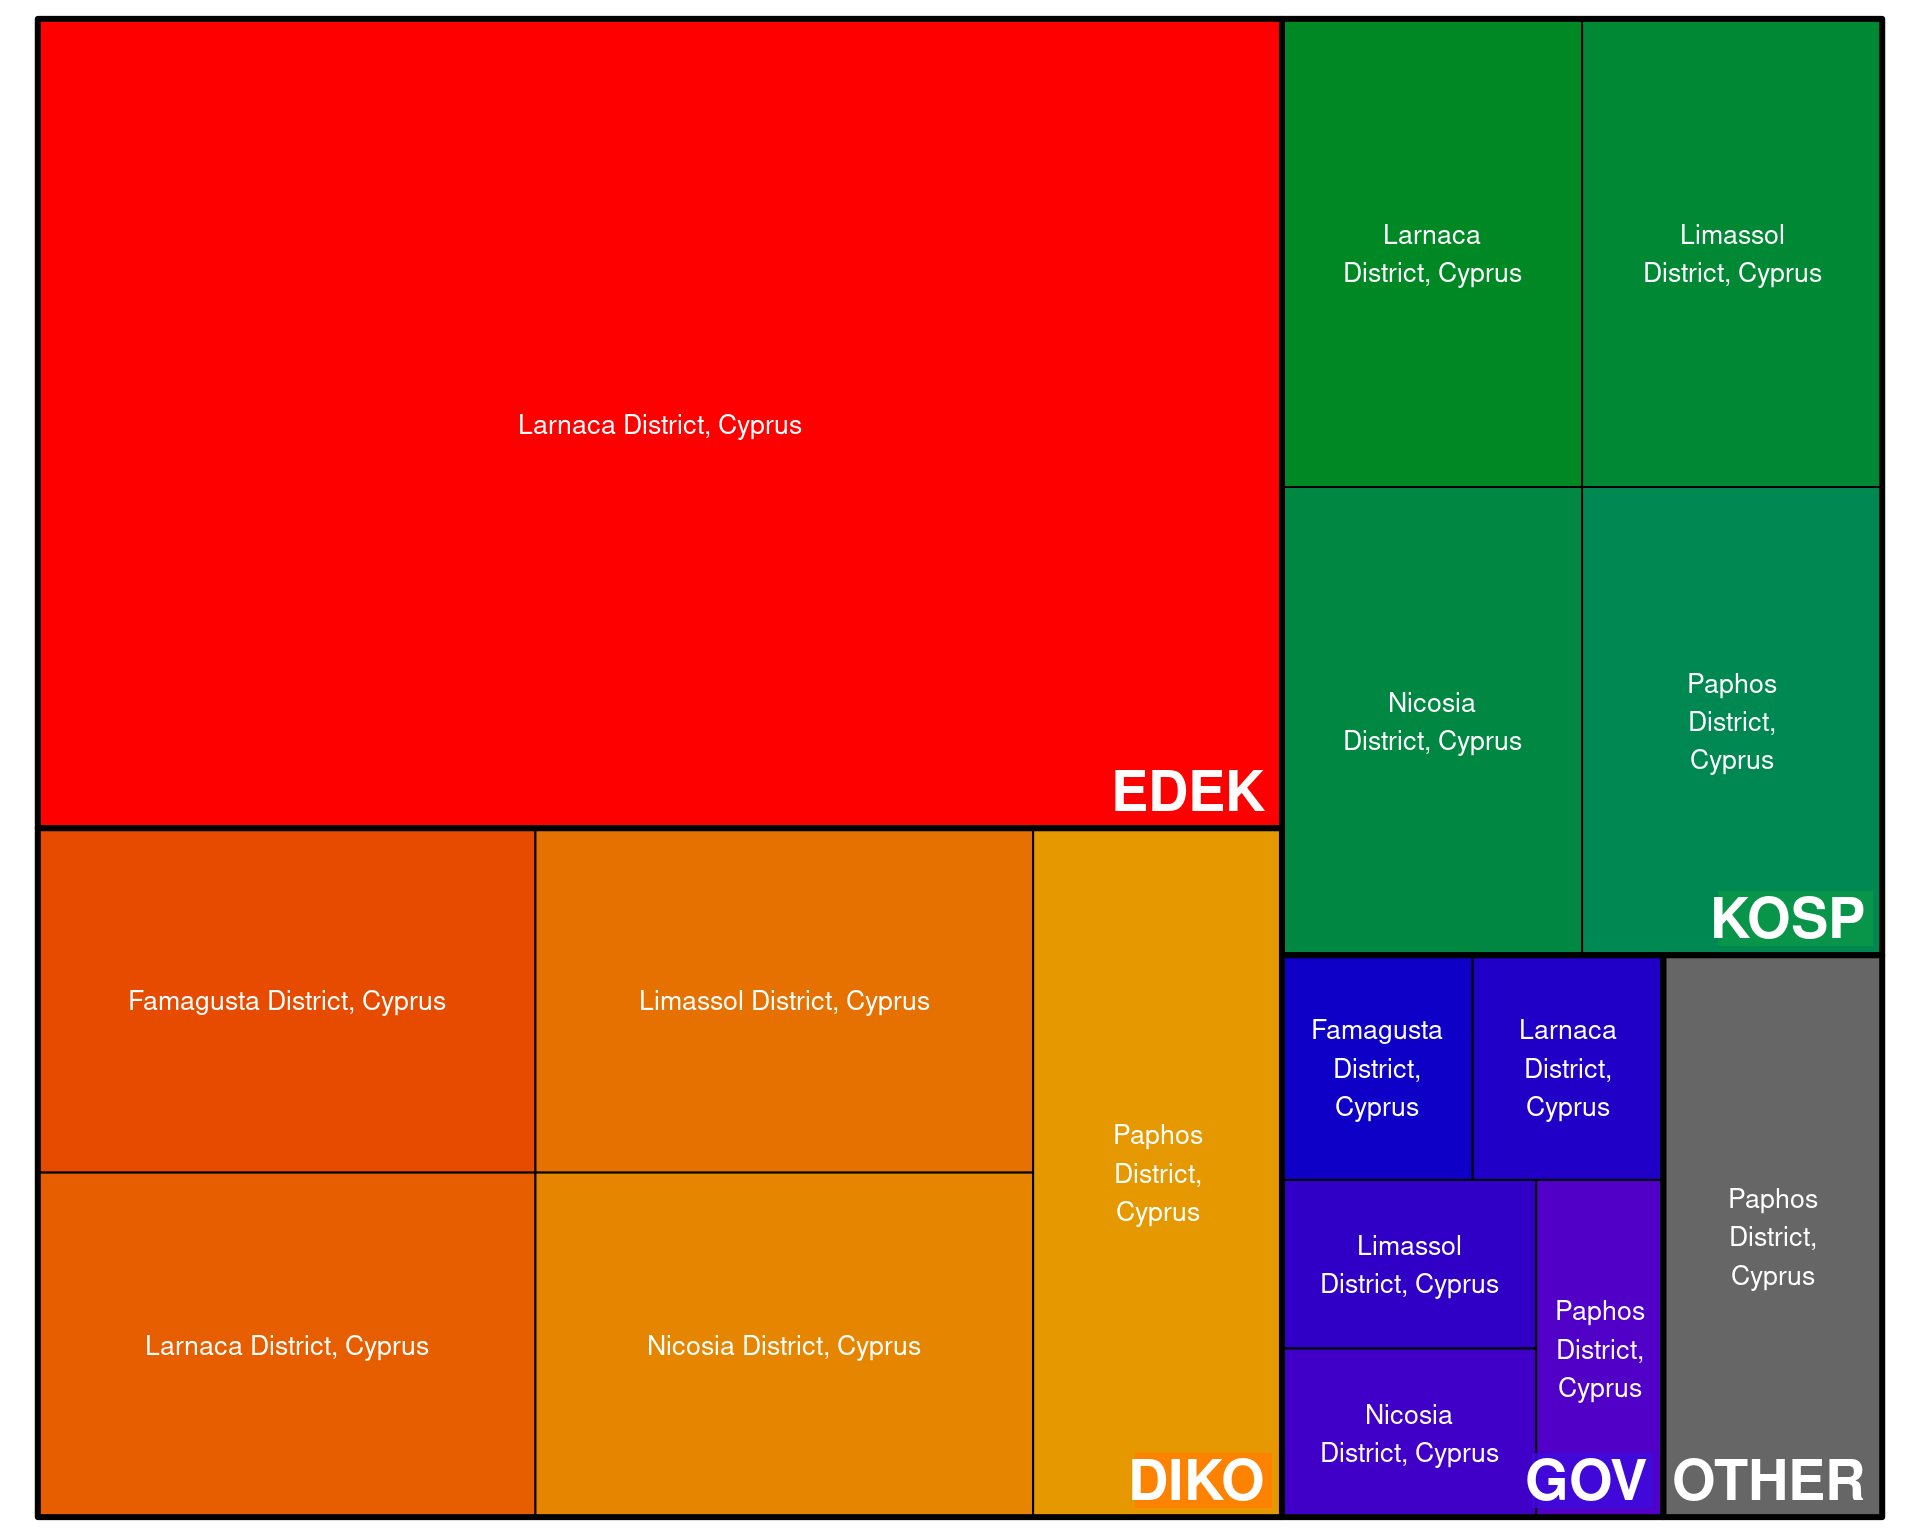 Larnaca District, Cyprus
EDEK
Larnaca
District, Cyprus
Limassol
District, Cyprus
Nicosia
District, Cyprus
Paphos
District,
Cyprus
KOSP
Famagusta District, Cyprus
Limassol District, Cyprus
Larnaca District, Cyprus
Nicosia District, Cyprus
Paphos
District,
Cyprus
DIKO
Famagusta
District,
Cyprus
Larnaca
District,
Cyprus
Limassol
District, Cyprus
Nicosia
District, Cyprus
Paphos
District,
Cyprus
GOV
Paphos
District,
Cyprus
OTHER